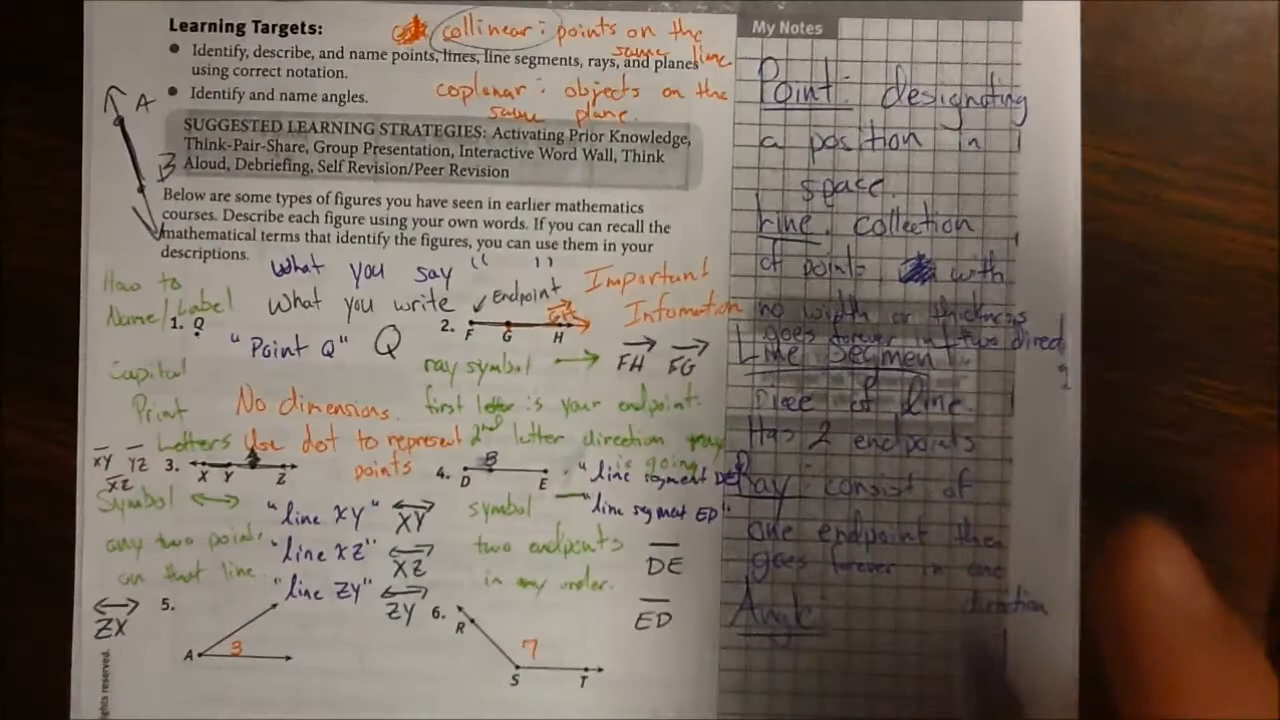 Learning Targets:
collinear : points on the
same line
Identify, describe, and name points, lines, line segments, rays, and planes
using correct notation.
Identify and name angles.
coplanar : objects on the
same plane.
A
B
SUGGESTED LEARNING STRATEGIES: Activating Prior Knowledge,
Think-Pair-Share, Group Presentation, Interactive Word Wall, Think
Aloud, Debriefing, Self Revision/Peer Revision
Below are some types of figures you have seen in earlier mathematics
courses. Describe each figure using your own words. If you can recall the
mathematical terms that identify the figures, you can use them in your
descriptions.
How to
Name/Label
What you say " "
What you write
Endpoint
Important
Infomation
1. Q
"Point Q" Q
2. F G H
ray symbol → FH FG
Capital
Print
Letters
first letter is your endpoint.
2nd letter direction ray
is going
No dimensions.
Use dot to represent
points
XY YZ
XZ
3. X Y Z
Symbol ↔
any two points
on that line.
ZX
"line XY" XY
"line XZ" XZ
"line ZY" ZY
4. D B E
"line segment DE"
"line segment ED"
symbol —
two endpoints
in any order.
DE
ED
5.
A 3
6.
R 7
S T
My Notes
Point: designating
a position in
space.
Line: collection
of points with
no width or thickness
goes forever in two direct
Line Segment:
Piece of line.
Has 2 endpoints
Ray: consist of
one endpoint then
goes forever in one
direction
Angle
ghts reserved.